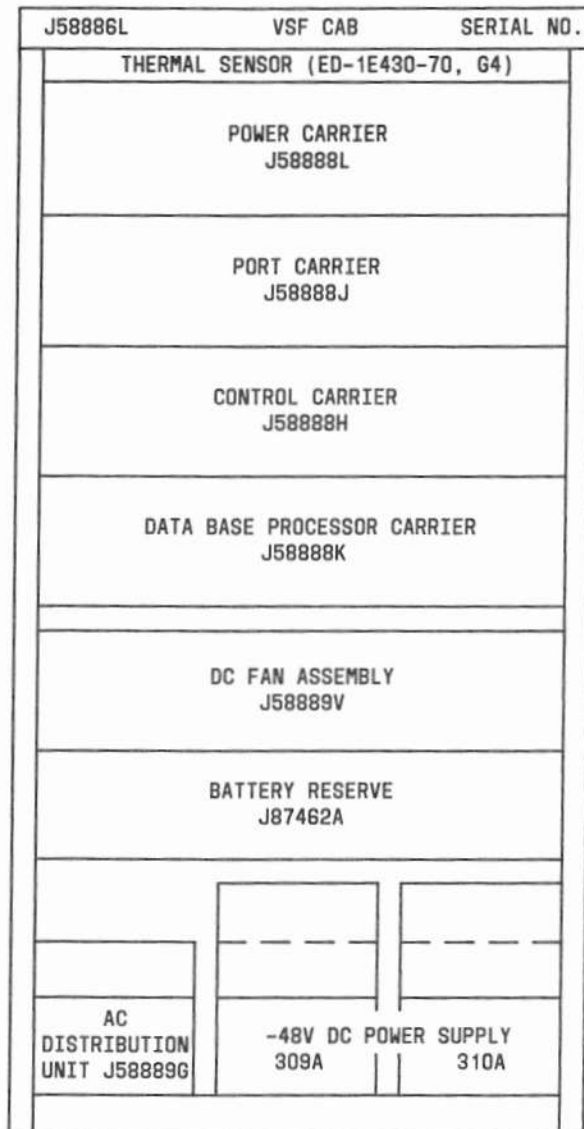 J58886L VSF CAB SERIAL NO.
THERMAL SENSOR (ED-1E430-70, G4)
POWER CARRIER
J58888L
PORT CARRIER
J58888J
CONTROL CARRIER
J58888H
DATA BASE PROCESSOR CARRIER
J58888K
DC FAN ASSEMBLY
J58889V
BATTERY RESERVE
J87462A
AC
DISTRIBUTION
UNIT J58889G
-48V DC POWER SUPPLY
309A 310A